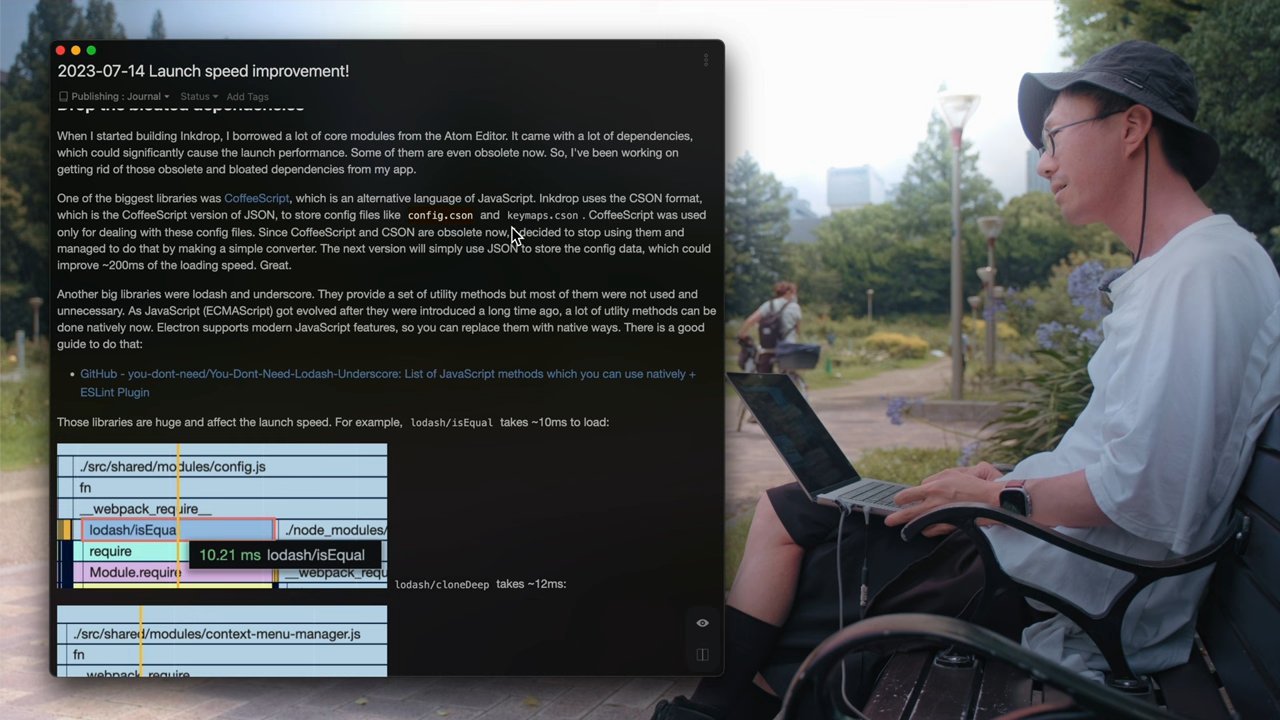 2023-07-14 Launch speed improvement!
Publishing : Journal Status Add Tags
Drop the bloated dependencies
When I started building Inkdrop, I borrowed a lot of core modules from the Atom Editor. It came with a lot of dependencies,
which could significantly cause the launch performance. Some of them are even obsolete now. So, I've been working on
getting rid of those obsolete and bloated dependencies from my app.
One of the biggest libraries was CoffeeScript, which is an alternative language of JavaScript. Inkdrop uses the CSON format,
which is the CoffeeScript version of JSON, to store config files like config.cson and keymaps.cson . CoffeeScript was used
only for dealing with these config files. Since CoffeeScript and CSON are obsolete now, I decided to stop using them and
managed to do that by making a simple converter. The next version will simply use JSON to store the config data, which could
improve ~200ms of the loading speed. Great.
Another big libraries were lodash and underscore. They provide a set of utility methods but most of them were not used and
unnecessary. As JavaScript (ECMAScript) got evolved after they were introduced a long time ago, a lot of utlity methods can be
done natively now. Electron supports modern JavaScript features, so you can replace them with native ways. There is a good
guide to do that:
• GitHub - you-dont-need/You-Dont-Need-Lodash-Underscore: List of JavaScript methods which you can use natively +
ESLint Plugin
Those libraries are huge and affect the launch speed. For example, lodash/isEqual takes ~10ms to load:
./src/shared/modules/config.js
fn
__webpack_require__
lodash/isEqua ./node_modules/
require
10.21 ms lodash/isEqual
Module.require __webpack_requ
lodash/cloneDeep takes ~12ms:
./src/shared/modules/context-menu-manager.js
fn
webpack_require